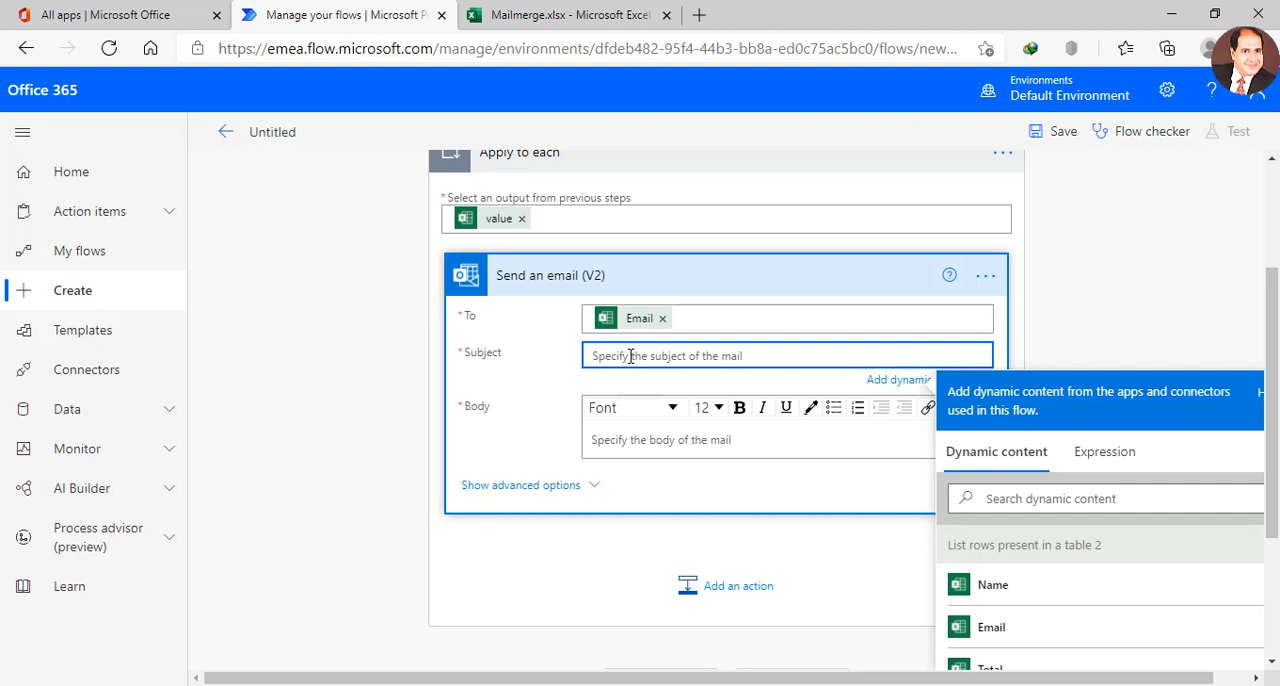 All apps | Microsoft Office
Manage your flows | Microsoft P
Mailmerge.xlsx - Microsoft Excel
https://emea.flow.microsoft.com/manage/environments/dfdeb482-95f4-44b3-bb8a-ed0c75ac5bc0/flows/new...
Office 365
Environments
Default Environment
Untitled
Save
Flow checker
Test
Home
Action items
My flows
Create
Templates
Connectors
Data
Monitor
AI Builder
Process advisor
(preview)
Learn
Apply to each
*Select an output from previous steps
value
Send an email (V2)
*To
Email
*Subject
Specify the subject of the mail
Add dynamic
*Body
Font
12
B I U
Specify the body of the mail
Show advanced options
Add an action
Add dynamic content from the apps and connectors
used in this flow.
H
Dynamic content
Expression
Search dynamic content
List rows present in a table 2
Name
Email
Total